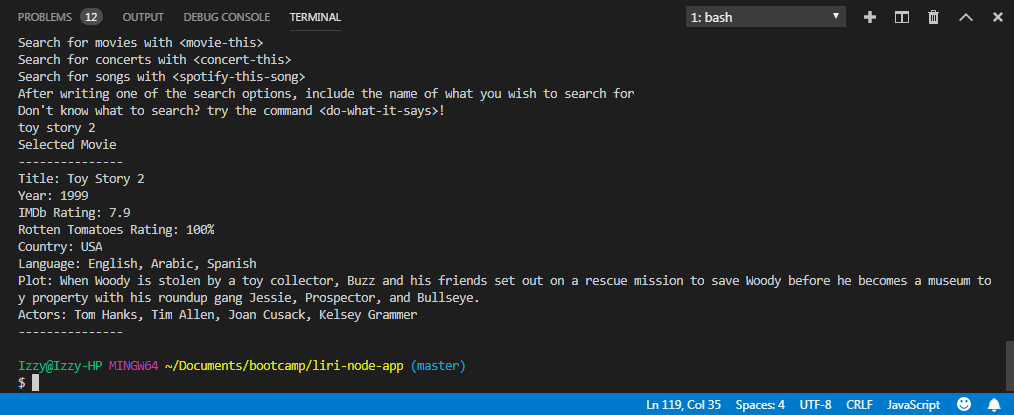 PROBLEMS 12 OUTPUT DEBUG CONSOLE TERMINAL 1: bash
Search for movies with <movie-this>
Search for concerts with <concert-this>
Search for songs with <spotify-this-song>
After writing one of the search options, include the name of what you wish to search for
Don't know what to search? try the command <do-what-it-says>!
toy story 2
Selected Movie
---------------
Title: Toy Story 2
Year: 1999
IMDb Rating: 7.9
Rotten Tomatoes Rating: 100%
Country: USA
Language: English, Arabic, Spanish
Plot: When Woody is stolen by a toy collector, Buzz and his friends set out on a rescue mission to save Woody before he becomes a museum to
y property with his roundup gang Jessie, Prospector, and Bullseye.
Actors: Tom Hanks, Tim Allen, Joan Cusack, Kelsey Grammer
---------------
Izzy@Izzy-HP MINGW64 ~/Documents/bootcamp/liri-node-app (master)
$
Ln 119, Col 35 Spaces: 4 UTF-8 CRLF JavaScript